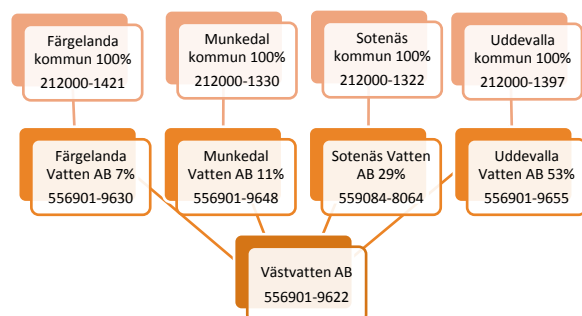 Färgelanda
kommun 100%
212000-1421
Munkedal
kommun 100%
212000-1330
Sotenäs
kommun 100%
212000-1322
Uddevalla
kommun 100%
212000-1397
Färgelanda
Vatten AB 7%
556901-9630
Munkedal
Vatten AB 11%
556901-9648
Sotenäs Vatten
AB 29%
559084-8064
Uddevalla
Vatten AB 53%
556901-9655
Västvatten AB
556901-9622